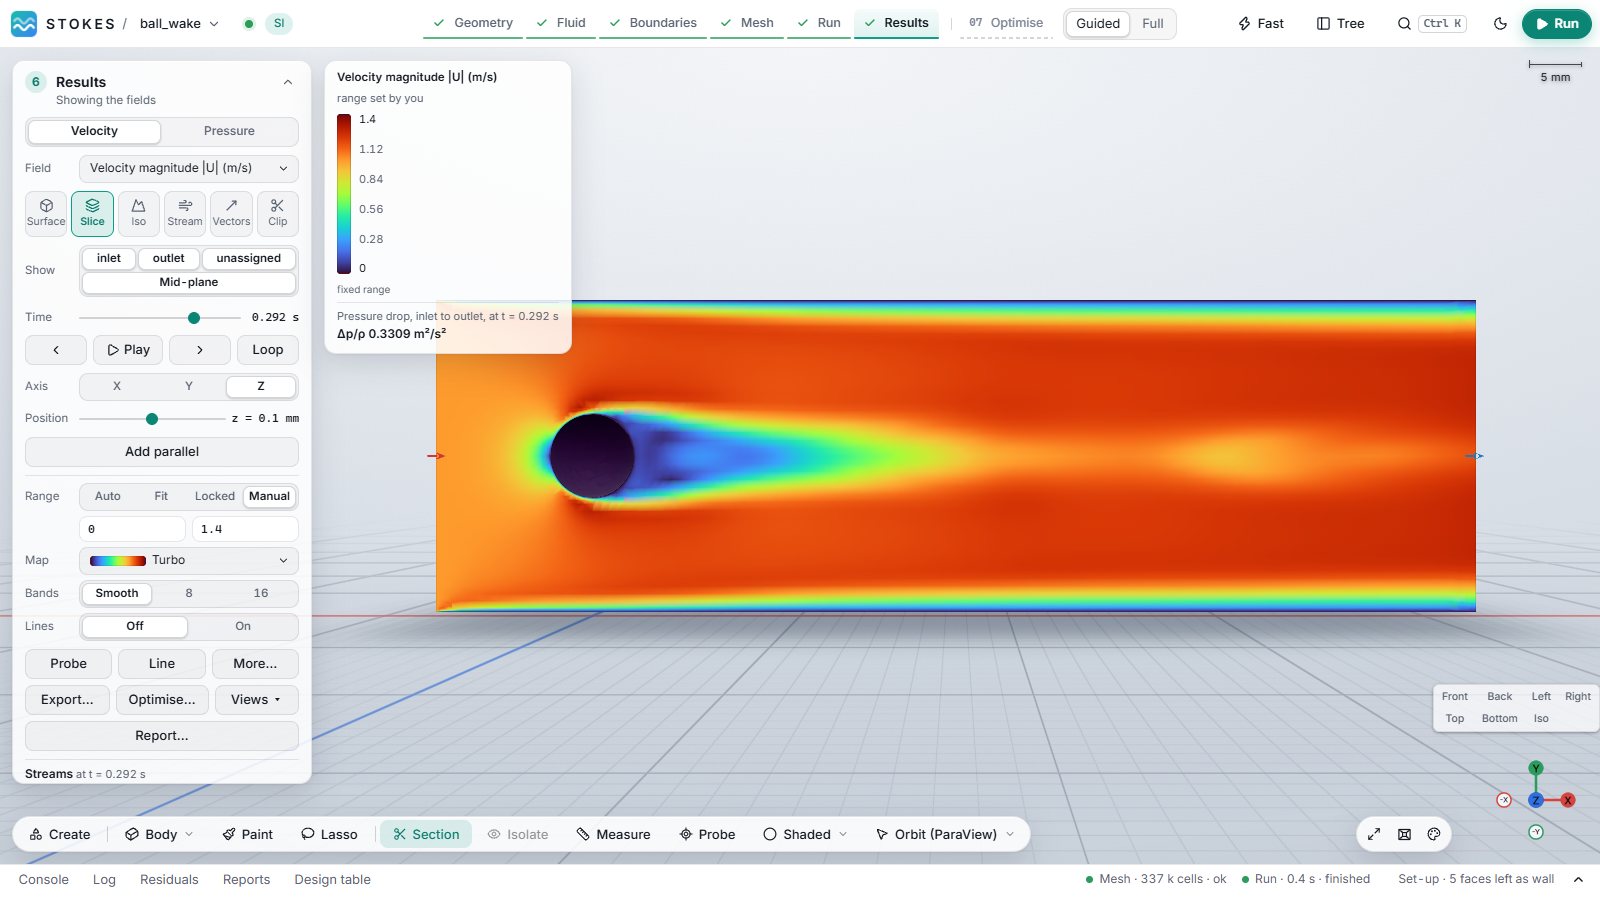 STOKES / ball_wake SI
Geometry Fluid Boundaries Mesh Run Results 07 Optimise Guided Full
Fast Tree Ctrl K Run
6 Results
Showing the fields
Velocity Pressure
Field Velocity magnitude |U| (m/s)
Surface Slice Iso Stream Vectors Clip
Show inlet outlet unassigned
Mid-plane
Time 0.292 s
Play Loop
Axis X Y Z
Position z = 0.1 mm
Add parallel
Range Auto Fit Locked Manual
0 1.4
Map Turbo
Bands Smooth 8 16
Lines Off On
Probe Line More...
Export... Optimise... Views
Report...
Streams at t = 0.292 s
Velocity magnitude |U| (m/s)
range set by you
1.4
1.12
0.84
0.56
0.28
0
fixed range
Pressure drop, inlet to outlet, at t = 0.292 s
Δp/ρ 0.3309 m²/s²
5 mm
Front Back Left Right
Top Bottom Iso
Y
-X Z X
-Y
Create Body Paint Lasso Section Isolate Measure Probe Shaded Orbit (ParaView)
Console Log Residuals Reports Design table
Mesh · 337 k cells · ok Run · 0.4 s · finished Set-up · 5 faces left as wall